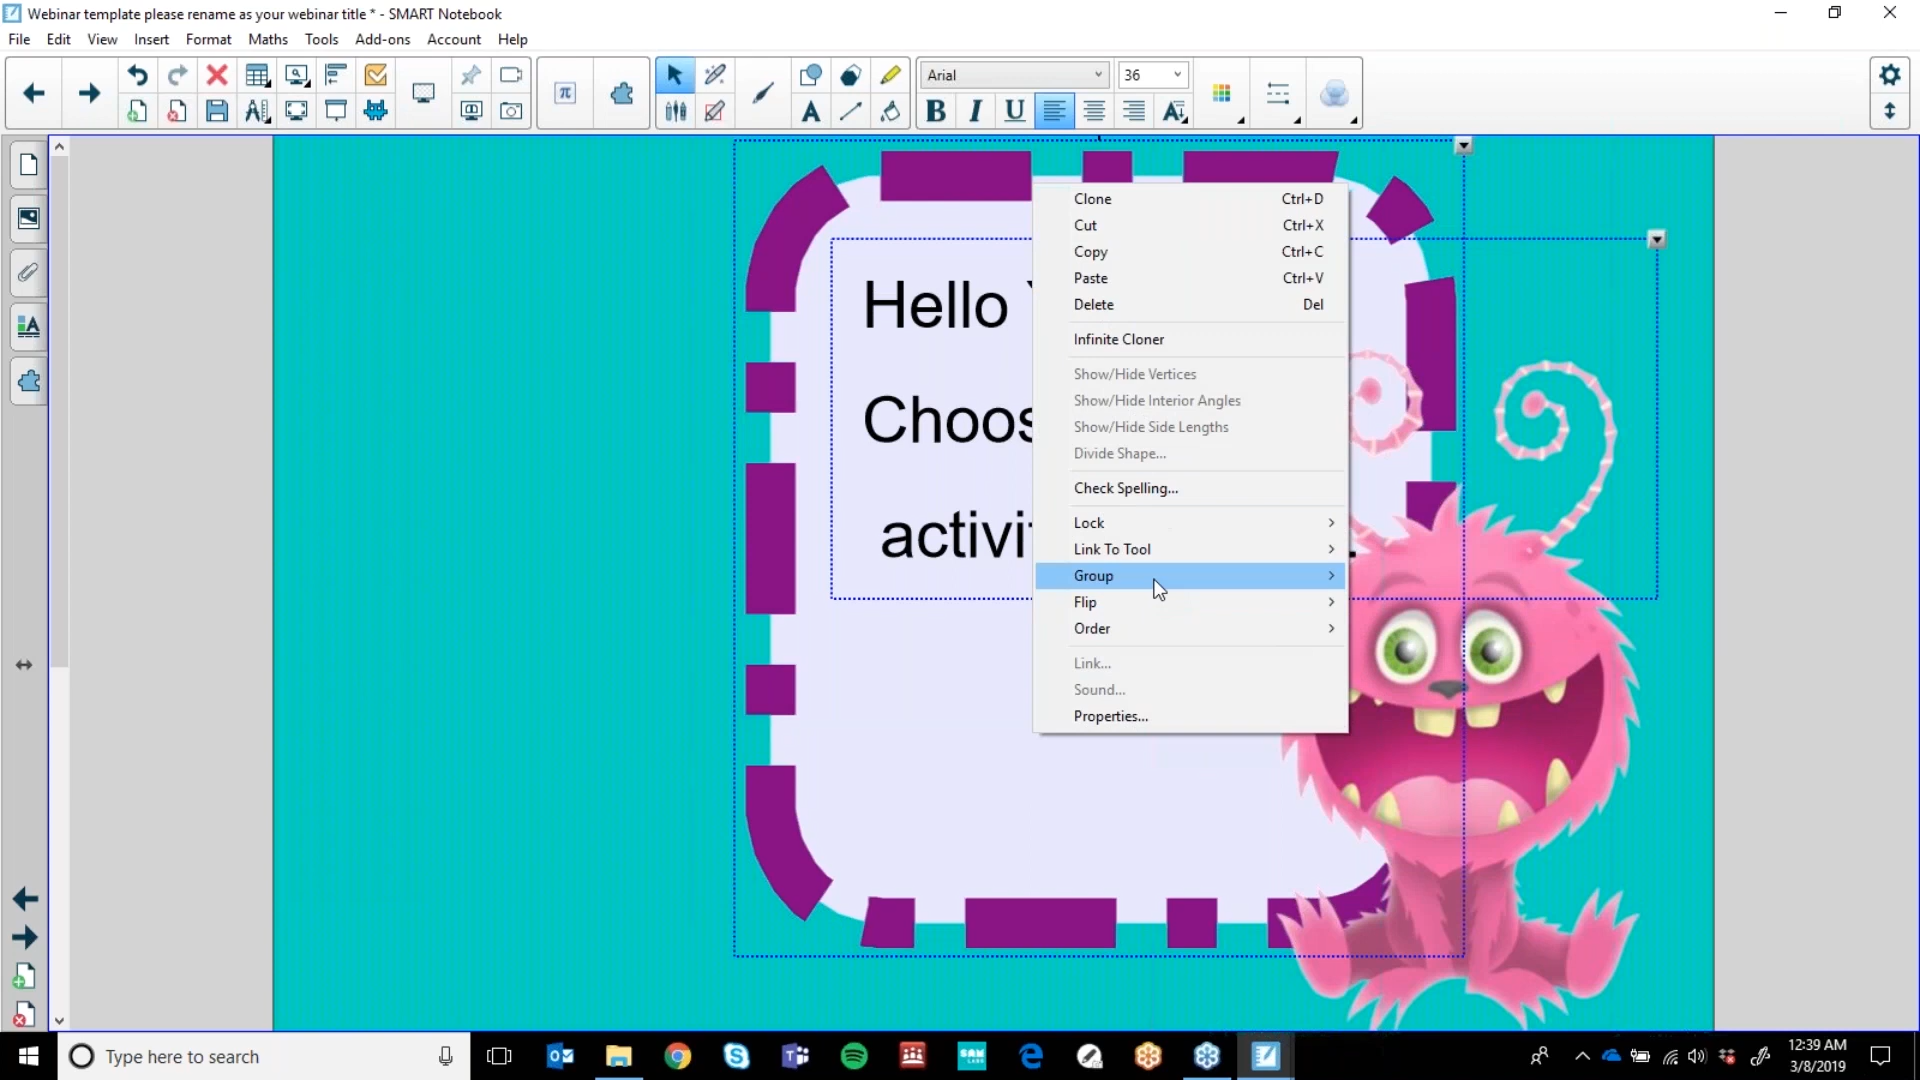 Webinar template please rename as your webinar title * - SMART Notebook
File Edit View Insert Format Maths Tools Add-ons Account Help
Arial 36
π
A
B I U A
Hello
Choos
activi
Clone Ctrl+D
Cut Ctrl+X
Copy Ctrl+C
Paste Ctrl+V
Delete Del
Infinite Cloner
Show/Hide Vertices
Show/Hide Interior Angles
Show/Hide Side Lengths
Divide Shape...
Check Spelling...
Lock
Link To Tool
Group
Flip
Order
Link...
Sound...
Properties...
Type here to search
SAM LABS
12:39 AM
3/8/2019